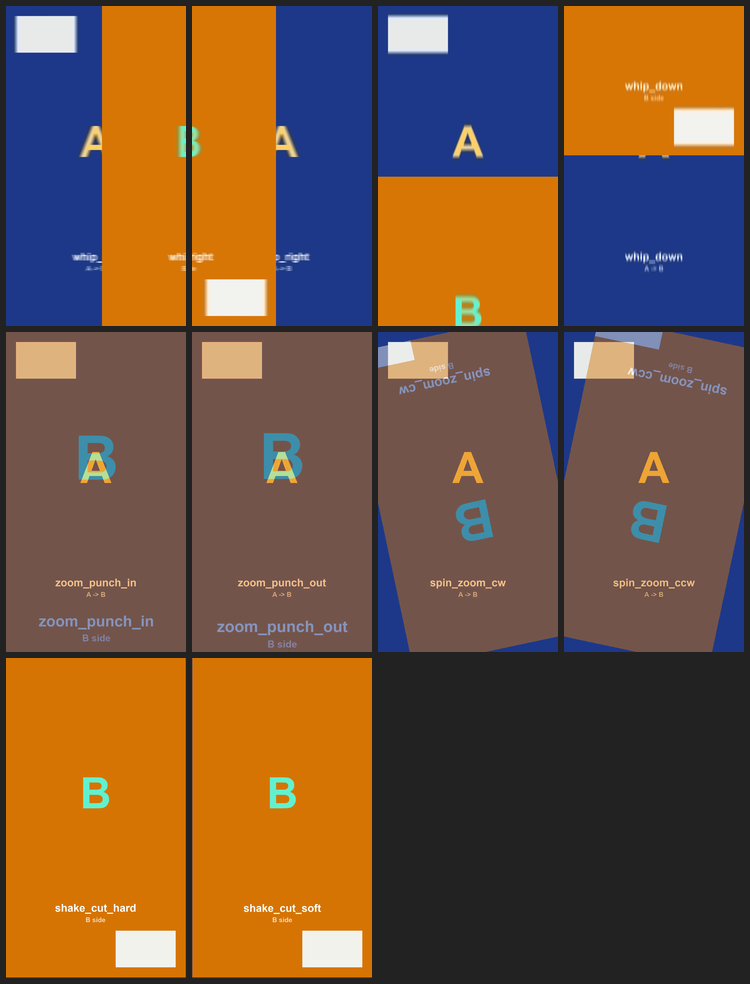 A
B
A
whip_
A
B
whip_down
B side
whip_down
A -> B
B
A
zoom_punch_in
A -> B
zoom_punch_in
B side
B
A
zoom_punch_out
A -> B
zoom_punch_out
B side
B side
spin_zoom_cw
A
B
spin_zoom_cw
A -> B
B side
spin_zoom_ccw
A
B
spin_zoom_ccw
A -> B
B
shake_cut_hard
B side
B
shake_cut_soft
B side